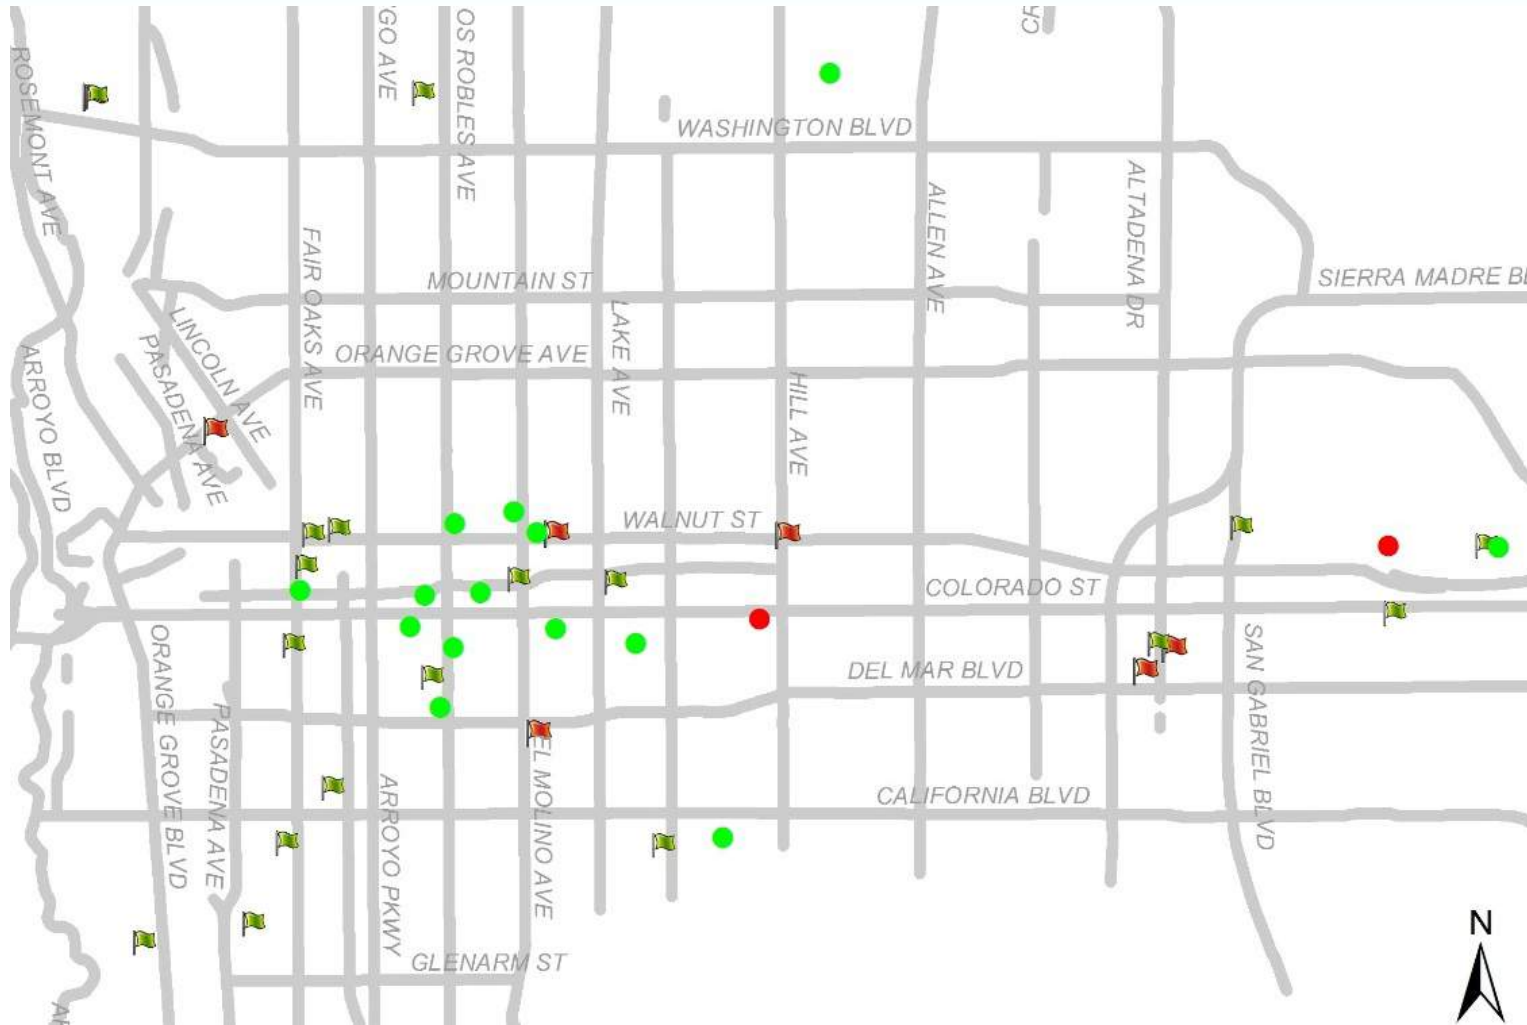 GO AVE
OS ROBLES AVE
ROSEMONT AVE
WASHINGTON BLVD
ALLEN AVE
ALTADENA DR
FAIR OAKS AVE
MOUNTAIN ST
SIERRA MADRE BL
LINCOLN AVE
PASADENA AVE
LAKE AVE
ORANGE GROVE AVE
ARROYO BLVD
HILL AVE
WALNUT ST
COLORADO ST
ORANGE GROVE BLVD
SAN GABRIEL BLVD
DEL MAR BLVD
PASADENA AVE
EL MOLINO AVE
ARROYO PKWY
CALIFORNIA BLVD
N
GLENARM ST